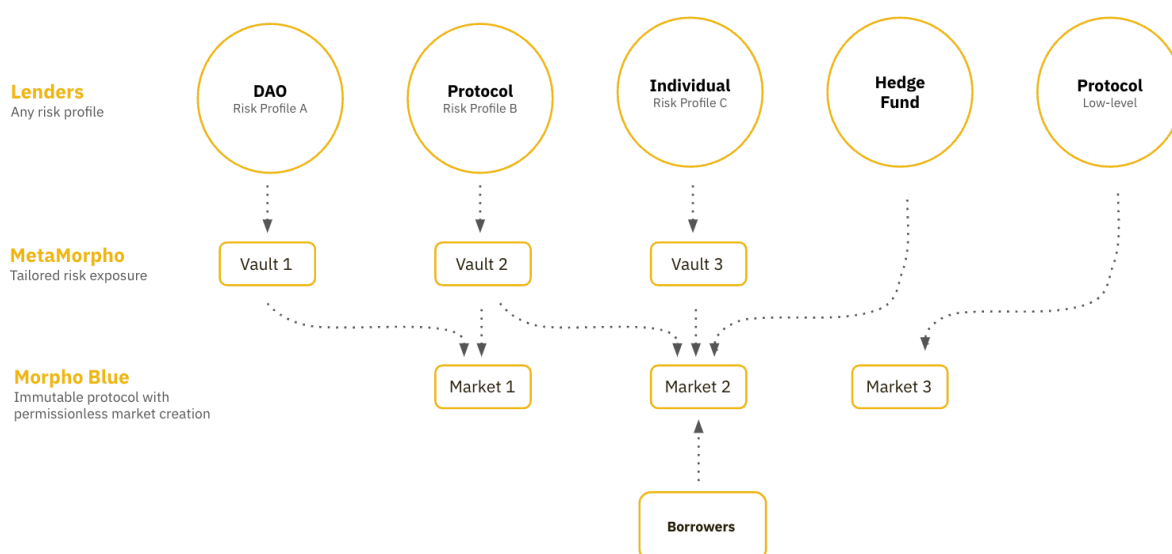 Lenders
Any risk profile
DAO
Risk Profile A
Protocol
Risk Profile B
Individual
Risk Profile C
Hedge
Fund
Protocol
Low-level
MetaMorpho
Tailored risk exposure
Vault 1
Vault 2
Vault 3
Morpho Blue
Immutable protocol with
permissionless market creation
Market 1
Market 2
Market 3
Borrowers